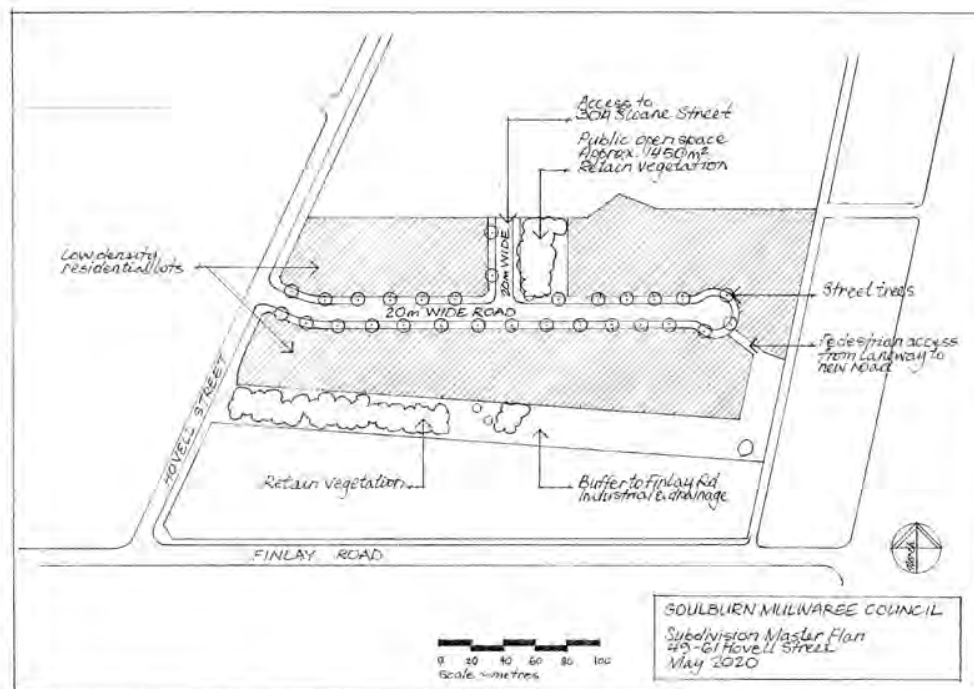 Access to
30A Sloane Street
Public open space
Approx. 1450m²
Retain vegetation
Low density
residential lots
20m WIDE
20m WIDE ROAD
Street trees
Pedestrian access
from Laneway to
new road
HOVELL STREET
Retain vegetation
Buffer to Finlay Rd
industrial & drainage
FINLAY ROAD
North
0 20 40 60 80 100
Scale - metres
GOULBURN MULWAREE COUNCIL
Subdivision Master Plan
49-61 Hovell Street
May 2020